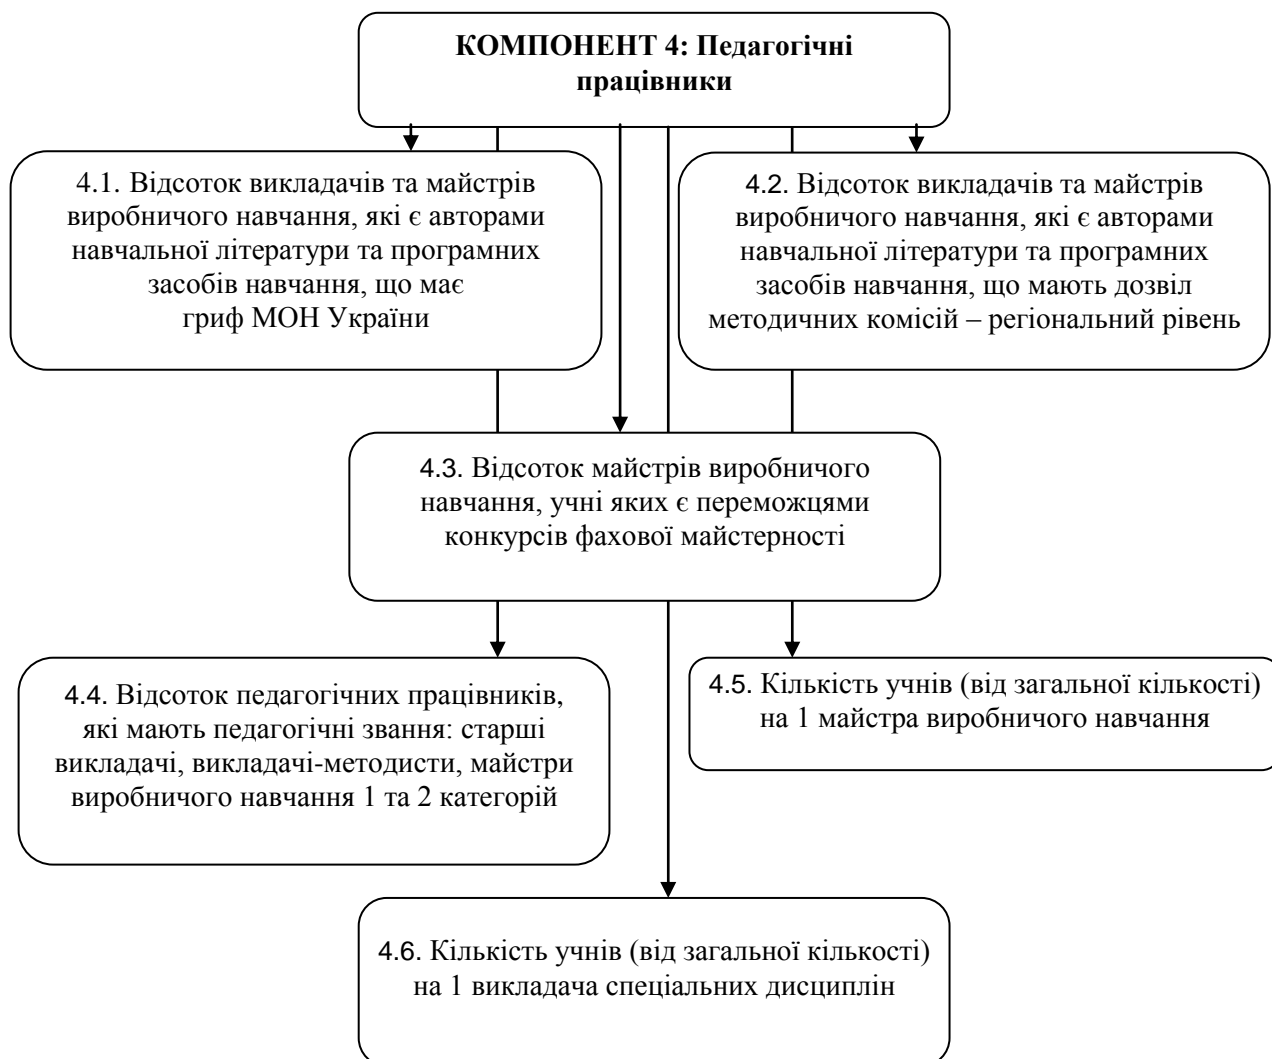 КОМПОНЕНТ 4: Педагогічні
працівники
4.1. Відсоток викладачів та майстрів
виробничого навчання, які є авторами
навчальної літератури та програмних
засобів навчання, що має
гриф МОН України
4.2. Відсоток викладачів та майстрів
виробничого навчання, які є авторами
навчальної літератури та програмних
засобів навчання, що мають дозвіл
методичних комісій – регіональний рівень
4.3. Відсоток майстрів виробничого
навчання, учні яких є переможцями
конкурсів фахової майстерності
4.4. Відсоток педагогічних працівників,
які мають педагогічні звання: старші
викладачі, викладачі-методисти, майстри
виробничого навчання 1 та 2 категорій
4.5. Кількість учнів (від загальної кількості)
на 1 майстра виробничого навчання
4.6. Кількість учнів (від загальної кількості)
на 1 викладача спеціальних дисциплін